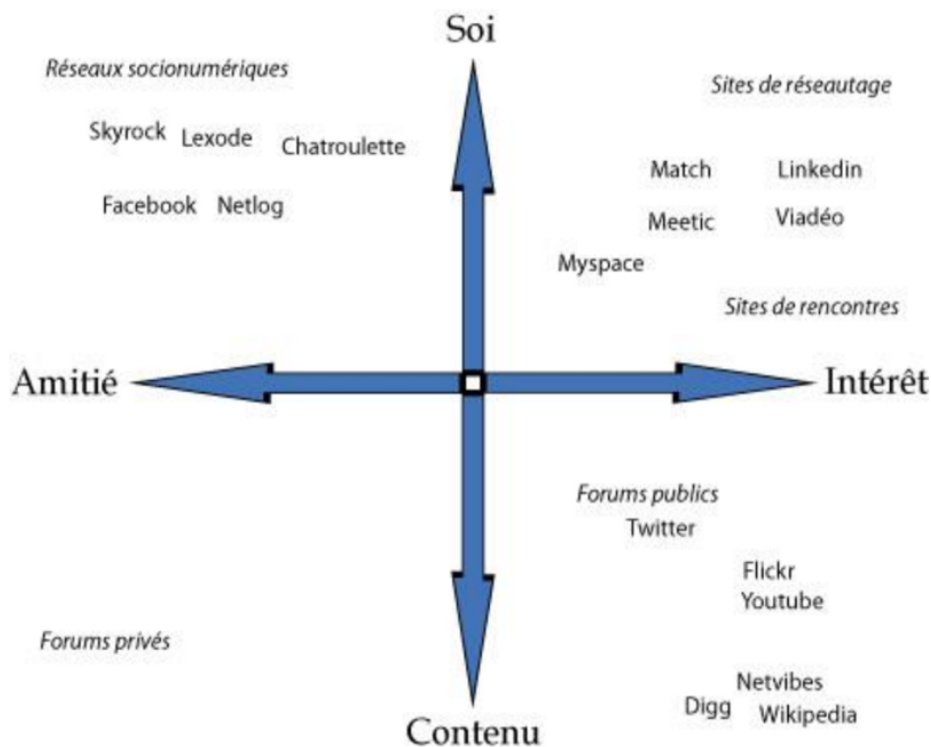 Soi
Réseaux socionumériques
Sites de réseautage
Skyrock Lexode Chatroulette
Match Linkedin
Facebook Netlog
Meetic Viadéo
Myspace
Sites de rencontres
Amitié
Intérêt
Forums publics
Twitter
Flickr
Youtube
Forums privés
Netvibes
Digg Wikipedia
Contenu